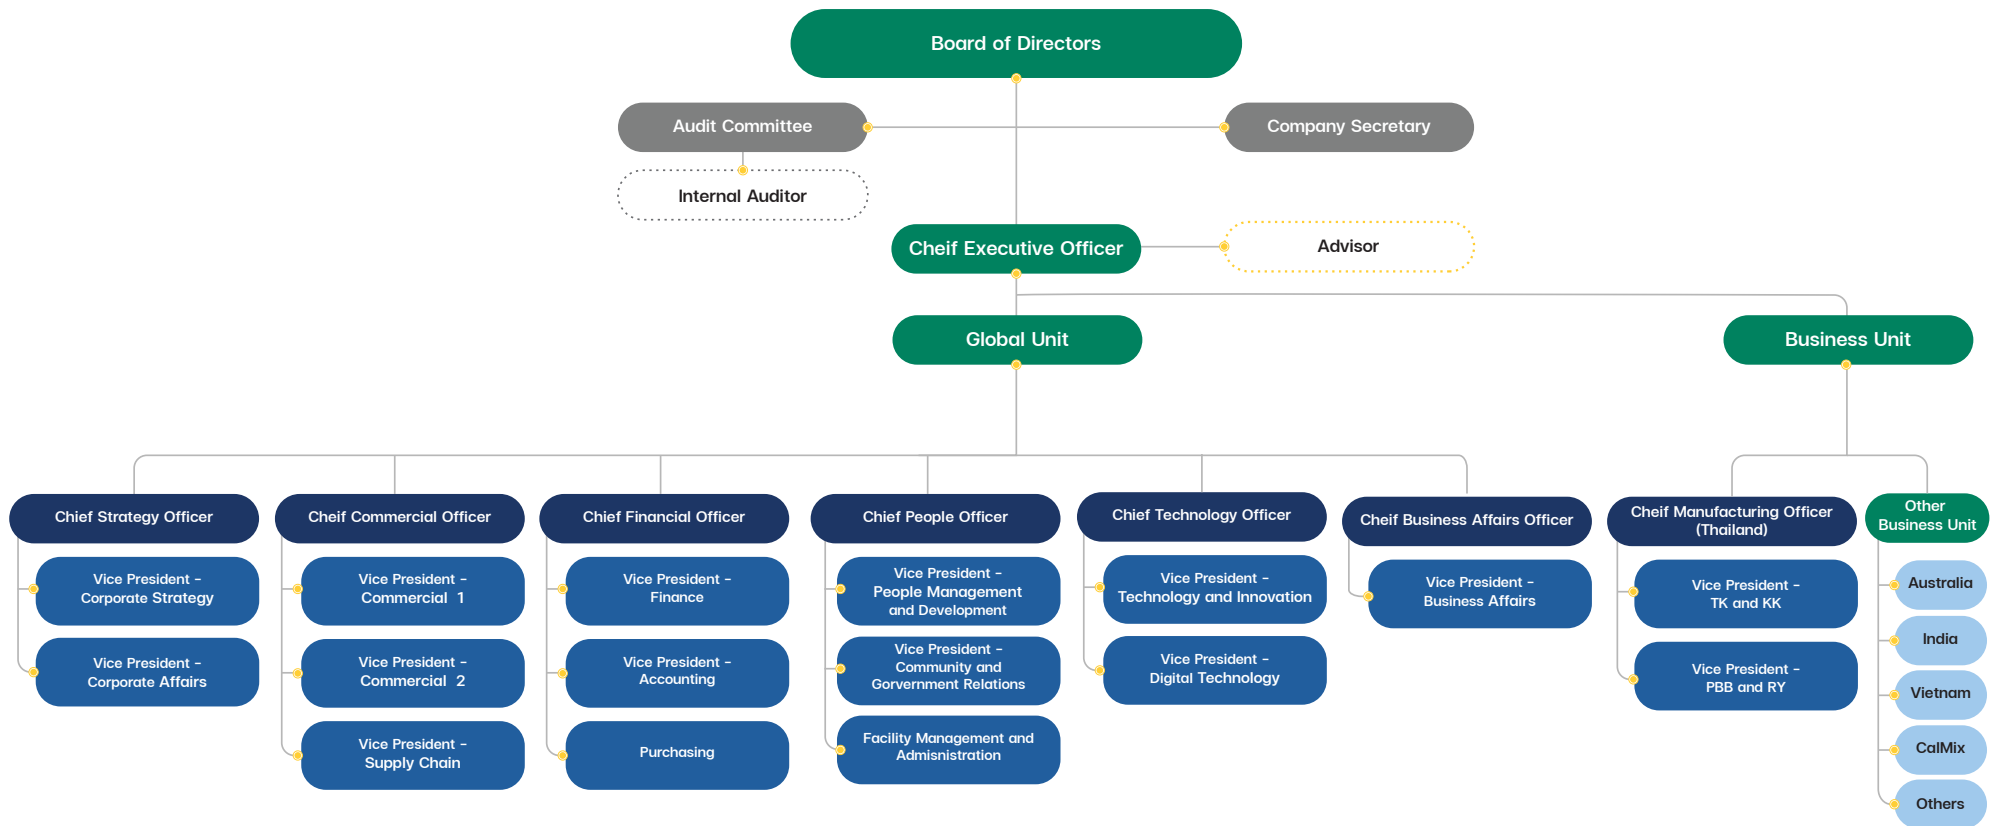 Board of Directors
Audit Committee
Company Secretary
Internal Auditor
Cheif Executive Officer
Advisor
Global Unit
Business Unit
Chief Strategy Officer
Vice President –
Corporate Strategy
Vice President –
Corporate Affairs
Cheif Commercial Officer
Vice President –
Commercial 1
Vice President –
Commercial 2
Vice President –
Supply Chain
Chief Financial Officer
Vice President –
Finance
Vice President –
Accounting
Purchasing
Chief People Officer
Vice President –
People Management
and Development
Vice President –
Community and
Gorvernment Relations
Facility Management and
Admisnistration
Chief Technology Officer
Vice President –
Technology and Innovation
Vice President –
Digital Technology
Cheif Business Affairs Officer
Vice President –
Business Affairs
Cheif Manufacturing Officer
(Thailand)
Vice President –
TK and KK
Vice President –
PBB and RY
Other
Business Unit
Australia
India
Vietnam
CalMix
Others